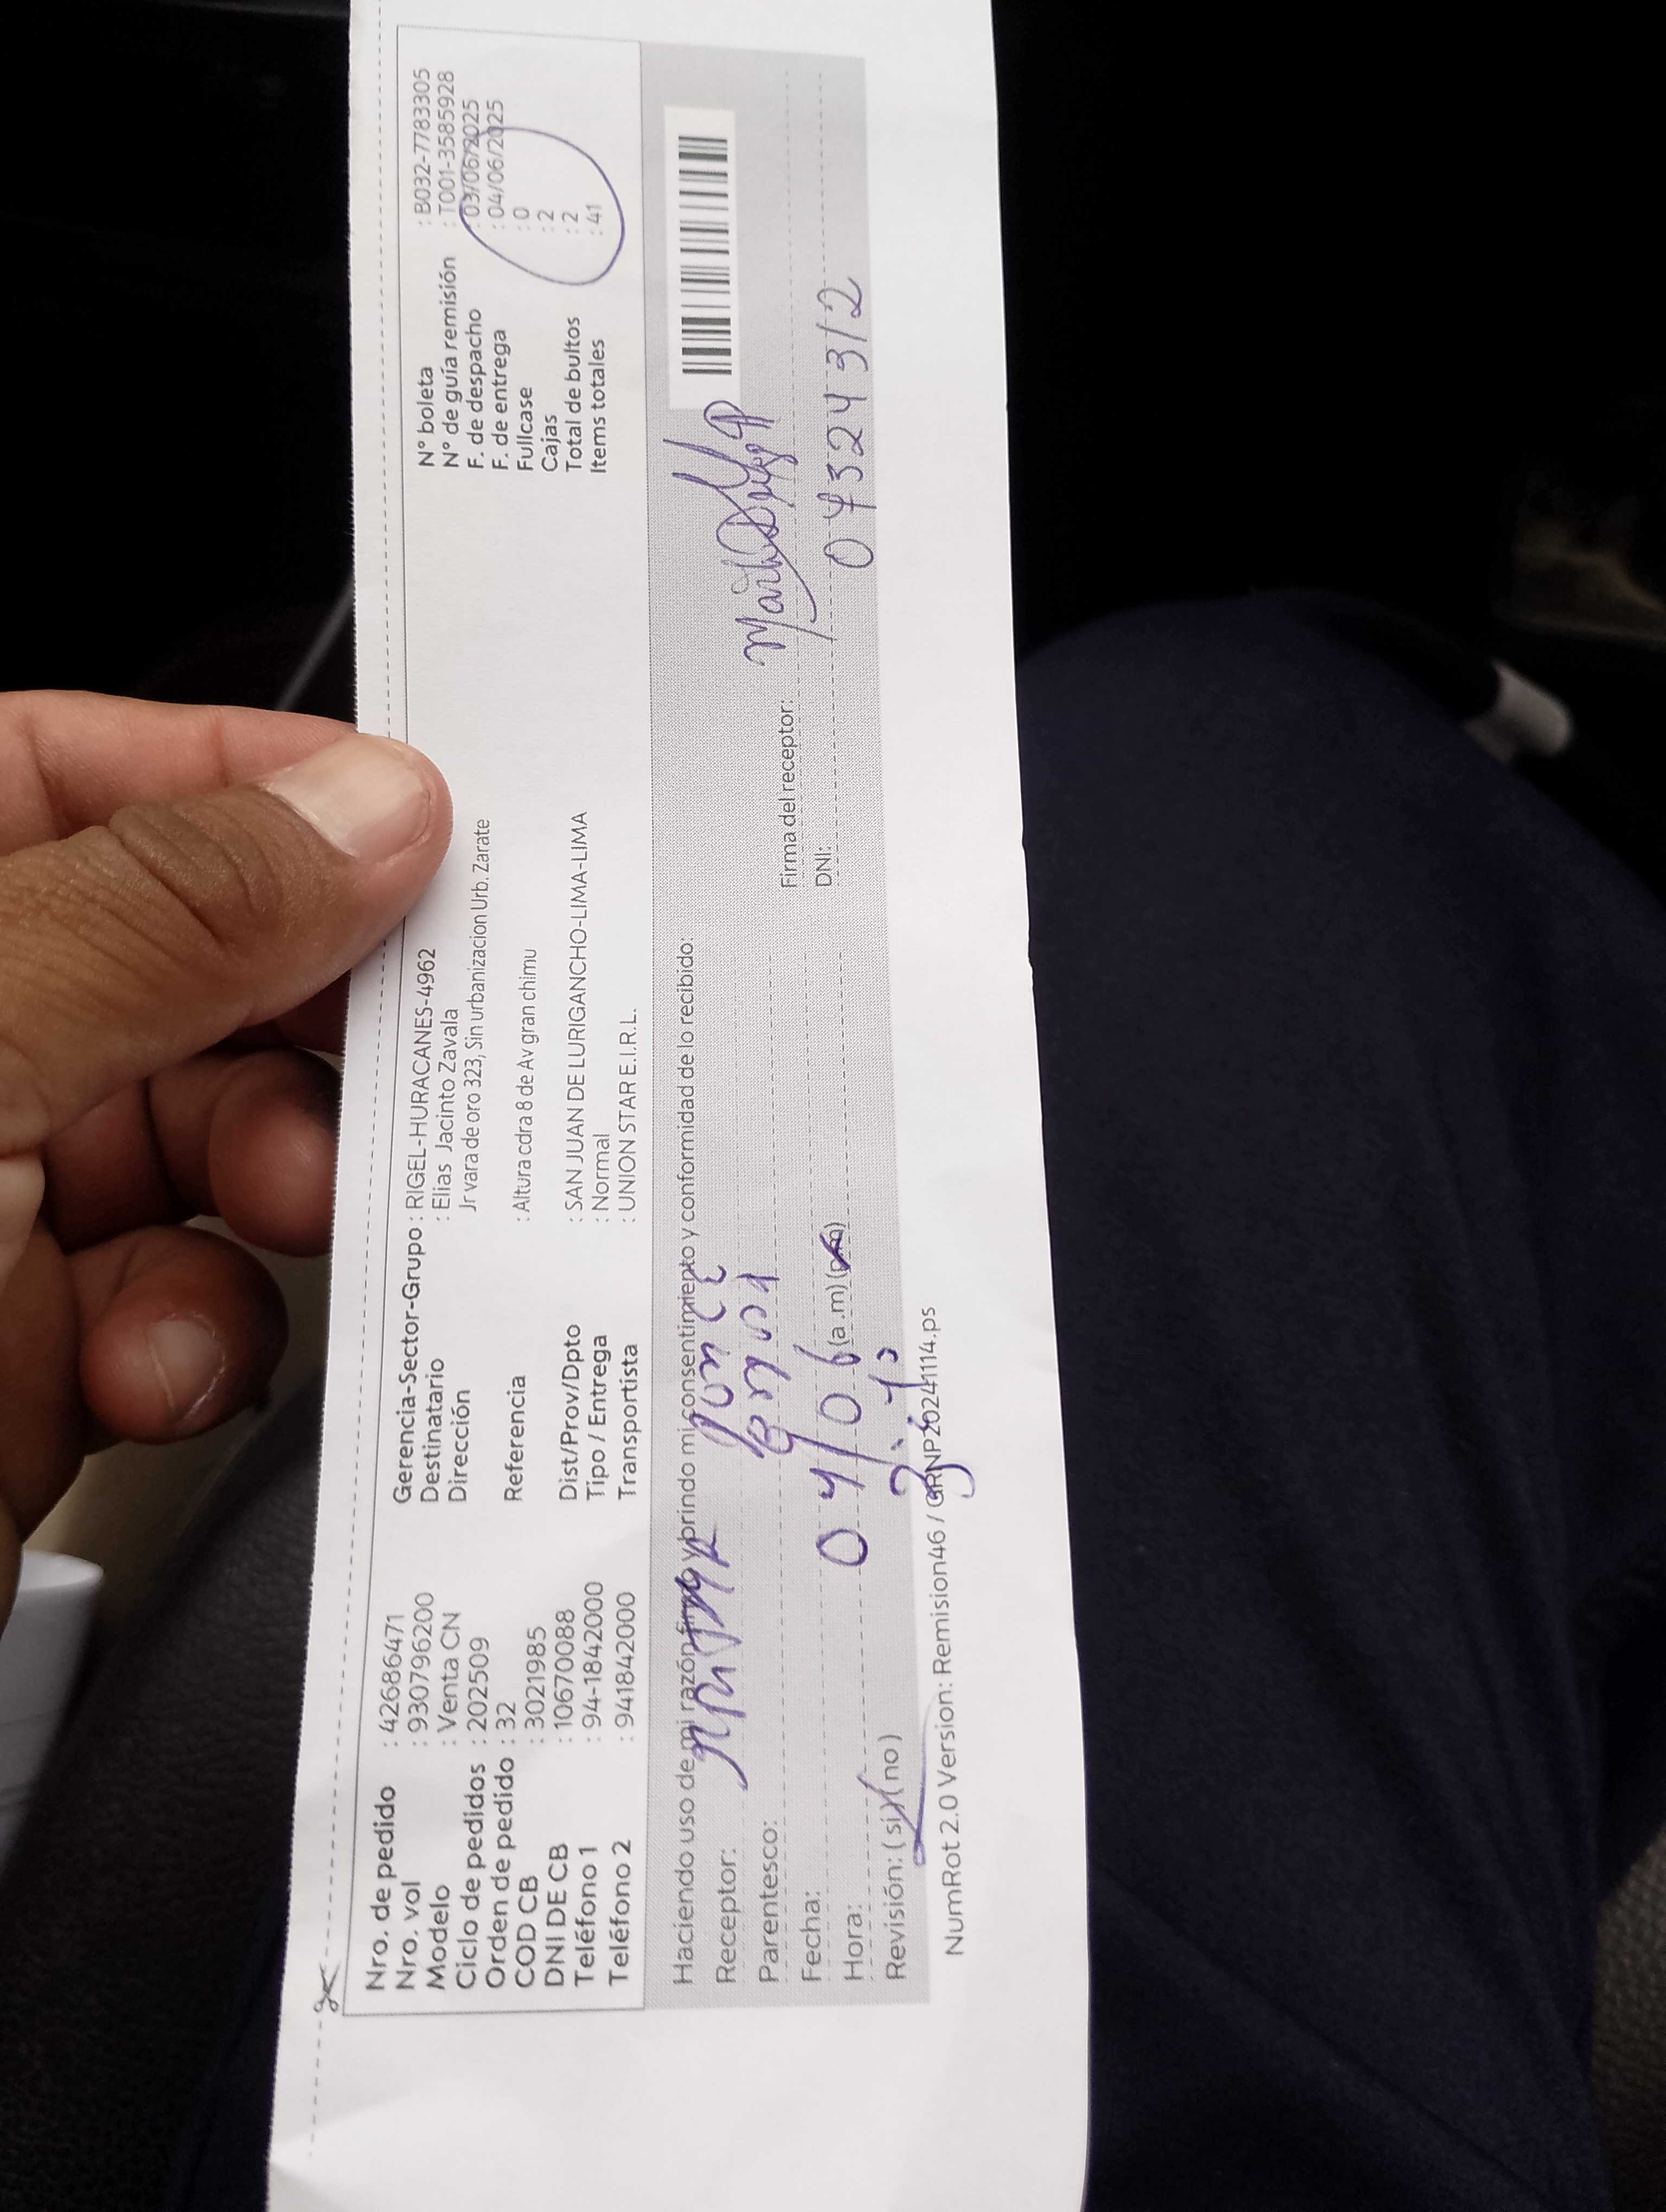 Nro. de pedido : 42686471
Nro. vol : 9307796200
Modelo : Venta CN
Ciclo de pedidos : 202509
Orden de pedido : 32
COD CB : 3021985
DNI DE CB : 10670088
Teléfono 1 : 94-1842000
Teléfono 2 : 941842000
Gerencia-Sector-Grupo : RIGEL-HURACANES-4962
Destinatario : Elias Jacinto Zavala
Dirección Jr vara de oro 323, Sin urbanizacion Urb. Zarate
Referencia : Altura cdra 8 de Av gran chimu
Dist/Prov/Dpto : SAN JUAN DE LURIGANCHO-LIMA-LIMA
Tipo / Entrega : Normal
Transportista : UNION STAR E.I.R.L.
N° boleta : B032-7783305
N° de guía remisión : T001-3585928
F. de despacho : 03/06/2025
F. de entrega : 04/06/2025
Fullcase : 0
Cajas : 2
Total de bultos : 2
Items totales : 41
Haciendo uso de mi razón firmo y brindo mi consentimiento y conformidad de lo recibido:
Receptor: Ponce
Parentesco:
Fecha: 04/06
Hora: (a.m) (p.m)
Revisión: (si) (no)
Firma del receptor:
DNI: 07324312
NumRot 2.0 Version: Remision46 / GRNP20241114.ps